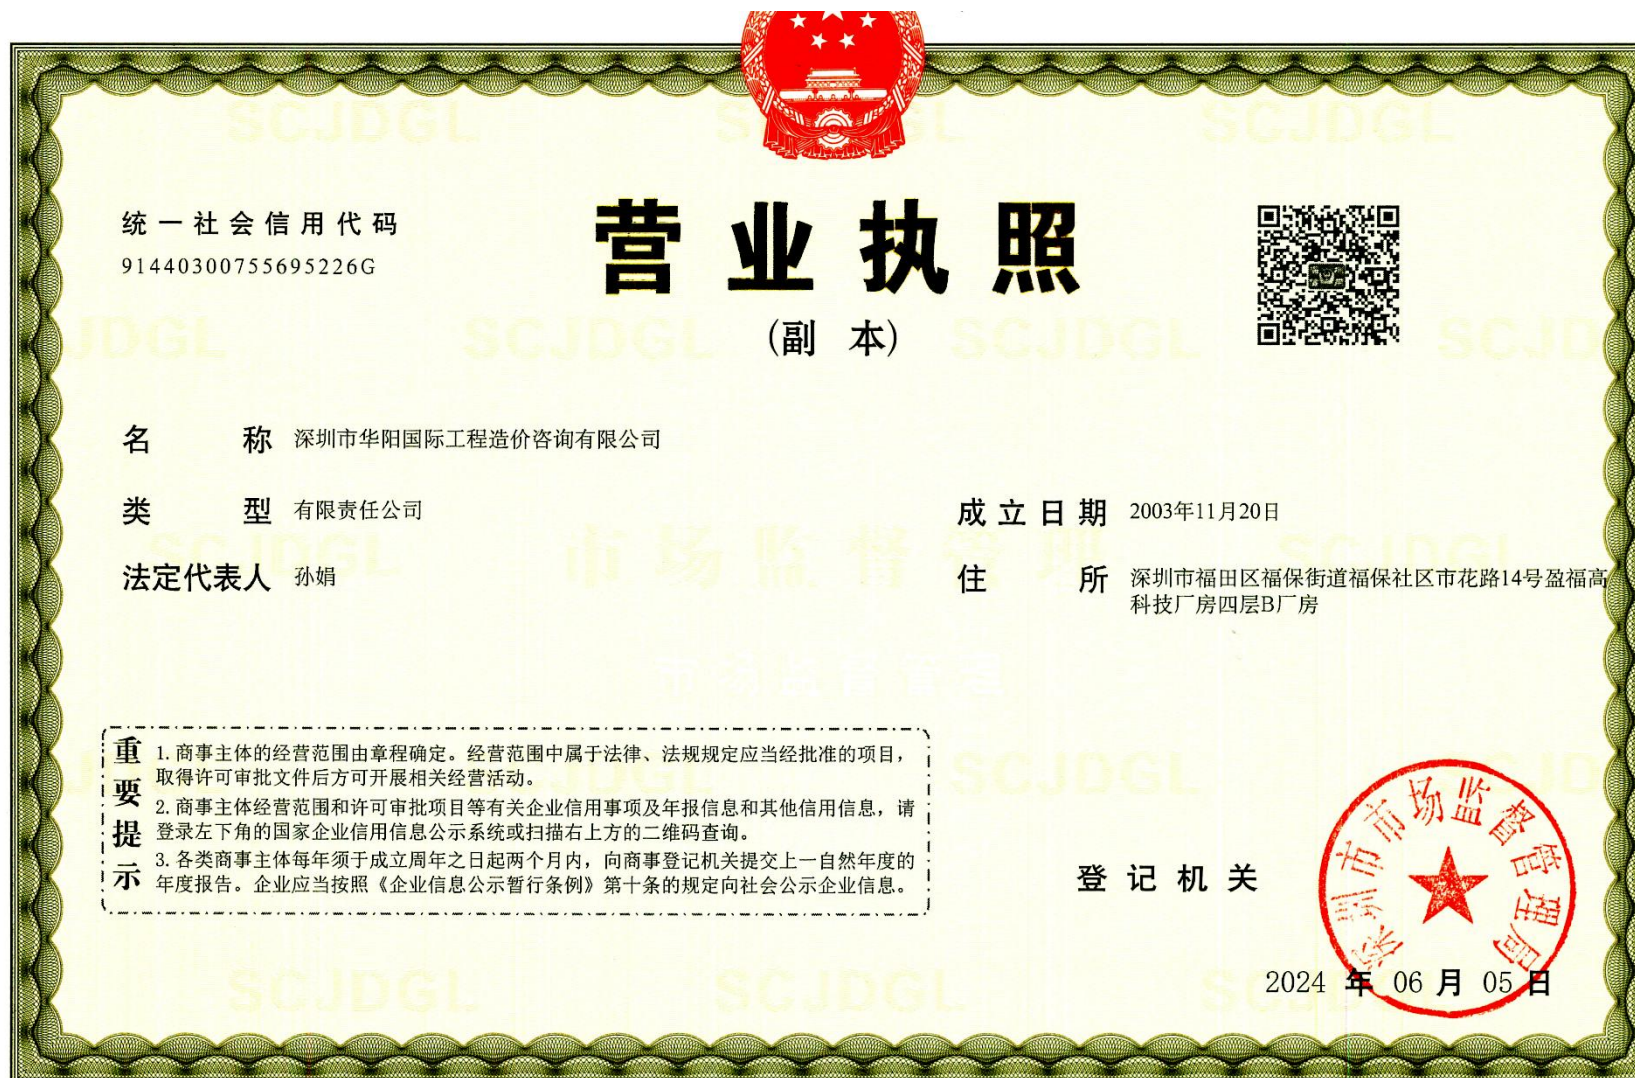 统一社会信用代码
91440300755695226G
营业执照
(副 本)
名 称 深圳市华阳国际工程造价咨询有限公司
类 型 有限责任公司
成立日期 2003年11月20日
法定代表人 孙娟
住 所 深圳市福田区福保街道福保社区市花路14号盈福高
科技厂房四层B厂房
重要提示
1. 商事主体的经营范围由章程确定。经营范围中属于法律、法规规定应当经批准的项目，
取得许可审批文件后方可开展相关经营活动。
2. 商事主体经营范围和许可审批项目等有关企业信用事项及年报信息和其他信用信息，请
登录左下角的国家企业信用信息公示系统或扫描右上方的二维码查询。
3. 各类商事主体每年须于成立周年之日起两个月内，向商事登记机关提交上一自然年度的
年度报告。企业应当按照《企业信息公示暂行条例》第十条的规定向社会公示企业信息。
登记机关
深圳市市场监督管理局
2024 年 06 月 05 日
SCJDGL
市场监督管理